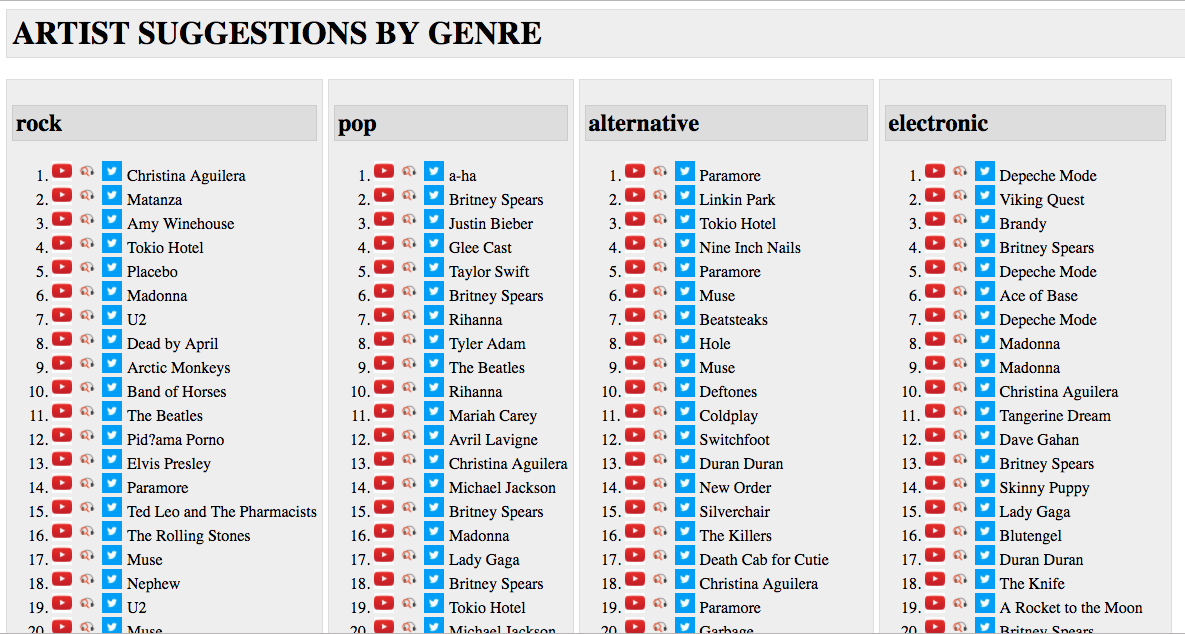 ARTIST SUGGESTIONS BY GENRE
rock
1. Christina Aguilera
2. Matanza
3. Amy Winehouse
4. Tokio Hotel
5. Placebo
6. Madonna
7. U2
8. Dead by April
9. Arctic Monkeys
10. Band of Horses
11. The Beatles
12. Pid?ama Porno
13. Elvis Presley
14. Paramore
15. Ted Leo and The Pharmacists
16. The Rolling Stones
17. Muse
18. Nephew
19. U2
20. Muse
pop
1. a-ha
2. Britney Spears
3. Justin Bieber
4. Glee Cast
5. Taylor Swift
6. Britney Spears
7. Rihanna
8. Tyler Adam
9. The Beatles
10. Rihanna
11. Mariah Carey
12. Avril Lavigne
13. Christina Aguilera
14. Michael Jackson
15. Britney Spears
16. Madonna
17. Lady Gaga
18. Britney Spears
19. Tokio Hotel
20. Michael Jackson
alternative
1. Paramore
2. Linkin Park
3. Tokio Hotel
4. Nine Inch Nails
5. Paramore
6. Muse
7. Beatsteaks
8. Hole
9. Muse
10. Deftones
11. Coldplay
12. Switchfoot
13. Duran Duran
14. New Order
15. Silverchair
16. The Killers
17. Death Cab for Cutie
18. Christina Aguilera
19. Paramore
20. Garbage
electronic
1. Depeche Mode
2. Viking Quest
3. Brandy
4. Britney Spears
5. Depeche Mode
6. Ace of Base
7. Depeche Mode
8. Madonna
9. Madonna
10. Christina Aguilera
11. Tangerine Dream
12. Dave Gahan
13. Britney Spears
14. Skinny Puppy
15. Lady Gaga
16. Blutengel
17. Duran Duran
18. The Knife
19. A Rocket to the Moon
20. Britney Spears